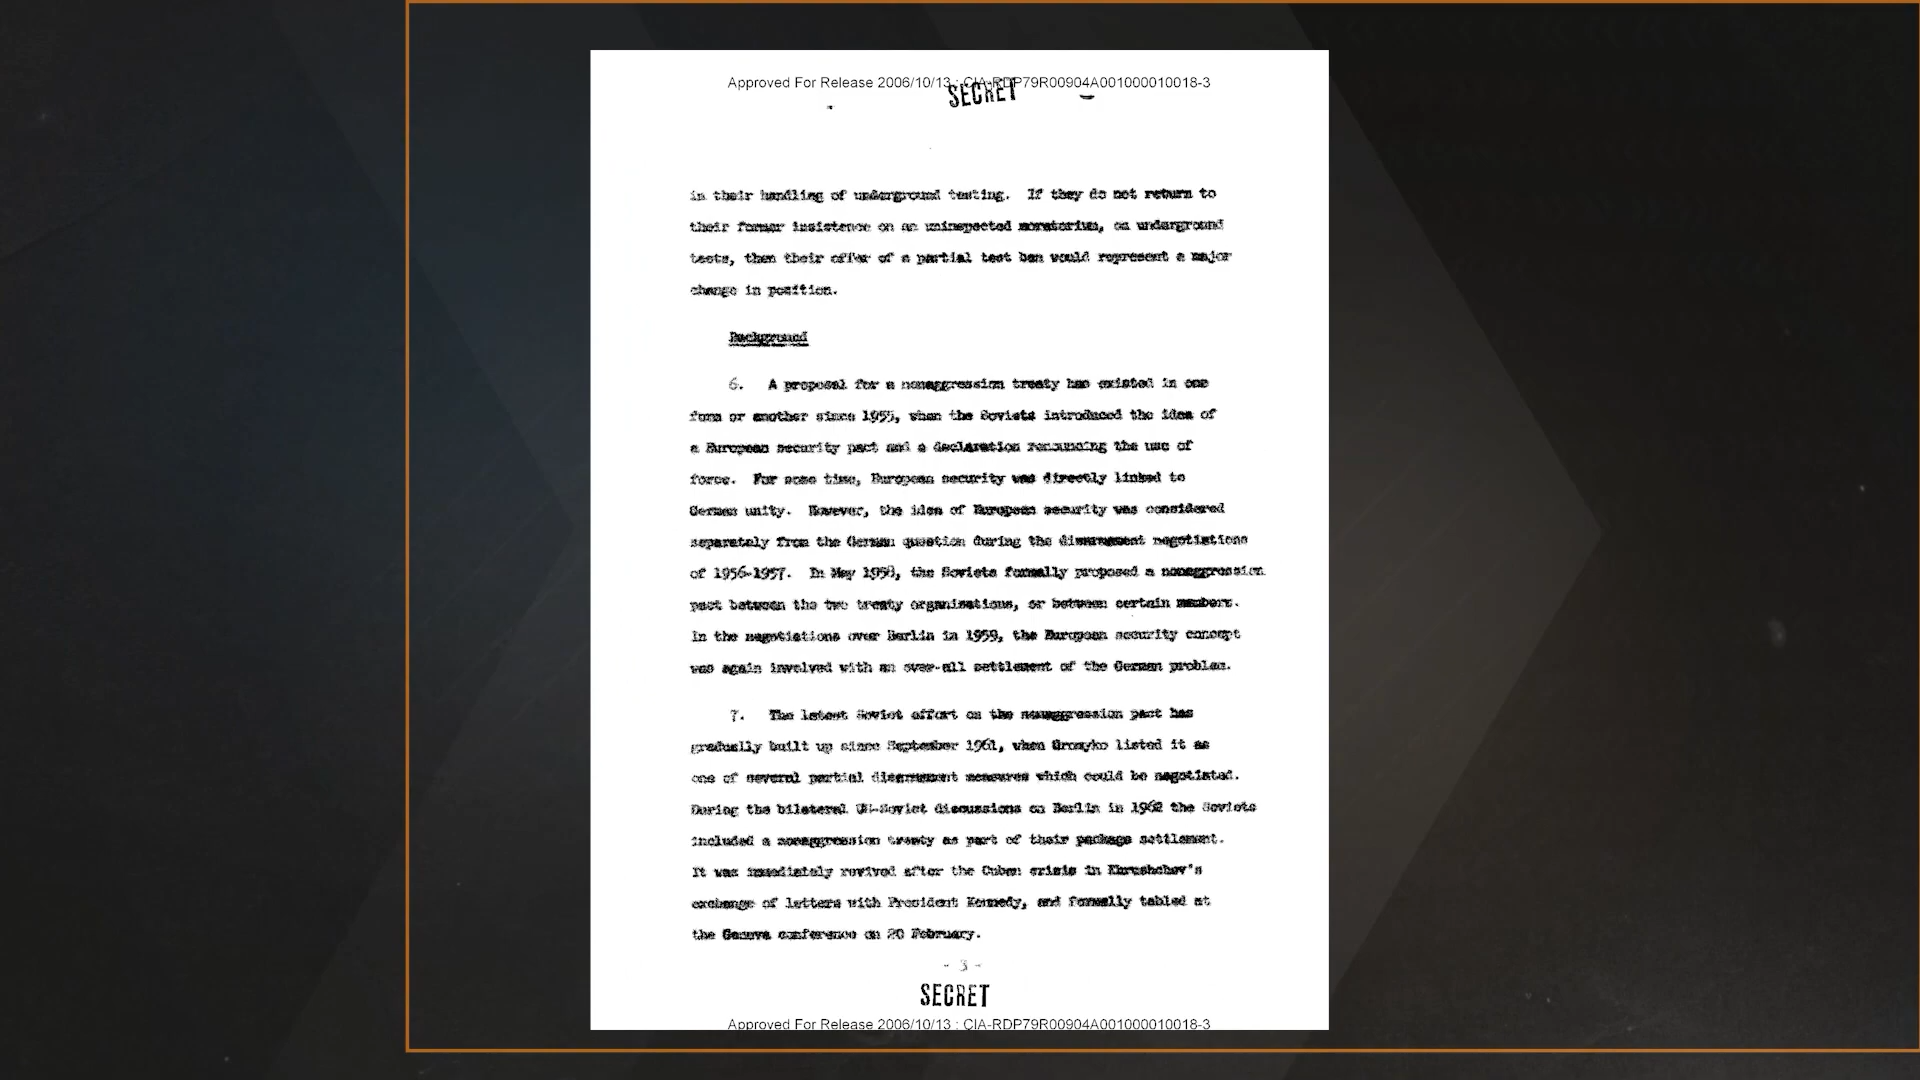 Approved For Release 2006/10/13 : CIA-RDP79R00904A001000010018-3
SECRET
in their handling of underground testing. If they do not return to
their former insistence on an uninspected moratorium, on underground
tests, then their offer of a partial test ban would represent a major
change in position.
Background
6. A proposal for a nonaggression treaty has existed in one
form or another since 1955, when the Soviets introduced the idea of
a European security pact and a declaration renouncing the use of
force. For some time, European security was directly linked to
German unity. However, the idea of European security was considered
separately from the German question during the disarmament negotiations
of 1956-1957. In May 1958, the Soviets formally proposed a nonaggression
pact between the two treaty organizations, or between certain members.
In the negotiations over Berlin in 1959, the European security concept
was again involved with an over-all settlement of the German problem.
7. The latest Soviet effort on the nonaggression pact has
gradually built up since September 1961, when Gromyko listed it as
one of several partial disarmament measures which could be negotiated.
During the bilateral US-Soviet discussions on Berlin in 1962 the Soviets
included a nonaggression treaty as part of their package settlement.
It was immediately revived after the Cuban crisis in Khrushchev's
exchange of letters with President Kennedy, and formally tabled at
the Geneva conference on 20 February.
- 3 -
SECRET
Approved For Release 2006/10/13 : CIA-RDP79R00904A001000010018-3